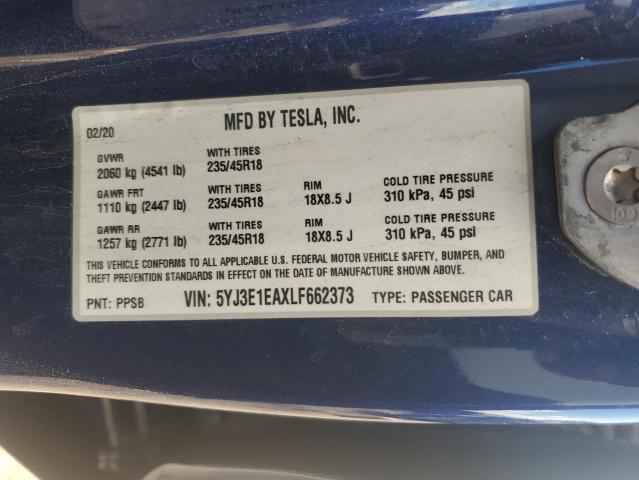 MFD BY TESLA, INC.
02/20
GVWR WITH TIRES
2060 kg (4541 lb) 235/45R18
GAWR FRT WITH TIRES RIM COLD TIRE PRESSURE
1110 kg (2447 lb) 235/45R18 18X8.5 J 310 kPa, 45 psi
GAWR RR WITH TIRES RIM COLD TIRE PRESSURE
1257 kg (2771 lb) 235/45R18 18X8.5 J 310 kPa, 45 psi
THIS VEHICLE CONFORMS TO ALL APPLICABLE U.S. FEDERAL MOTOR VEHICLE SAFETY, BUMPER, AND
THEFT PREVENTION STANDARDS IN EFFECT ON THE DATE OF MANUFACTURE SHOWN ABOVE.
PNT: PPSB VIN: 5YJ3E1EAXLF662373 TYPE: PASSENGER CAR